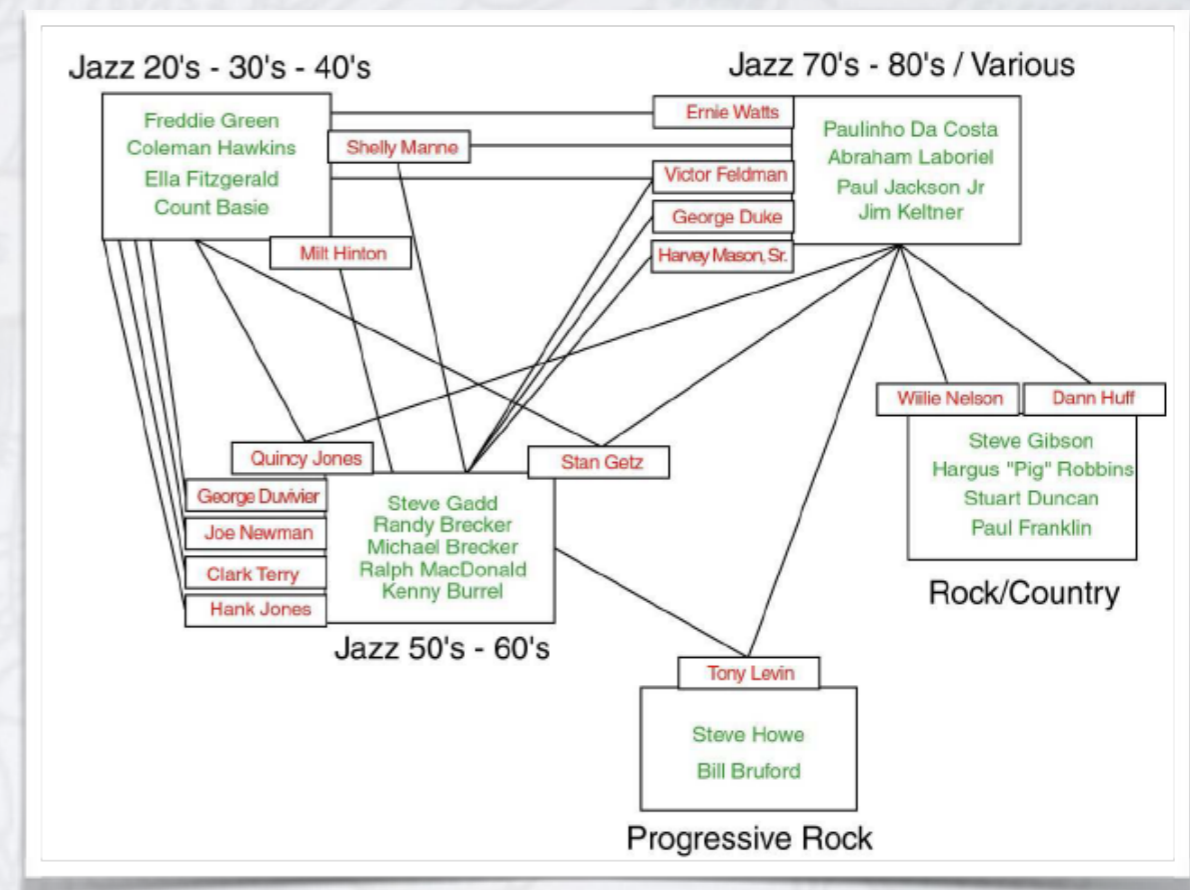 Jazz 20's - 30's - 40's
Freddie Green
Coleman Hawkins
Ella Fitzgerald
Count Basie
Shelly Manne
Milt Hinton
Jazz 70's - 80's / Various
Ernie Watts
Victor Feldman
George Duke
Harvey Mason, Sr.
Paulinho Da Costa
Abraham Laboriel
Paul Jackson Jr
Jim Keltner
Quincy Jones
George Duvivier
Joe Newman
Clark Terry
Hank Jones
Stan Getz
Steve Gadd
Randy Brecker
Michael Brecker
Ralph MacDonald
Kenny Burrel
Jazz 50's - 60's
Wiilie Nelson
Dann Huff
Steve Gibson
Hargus "Pig" Robbins
Stuart Duncan
Paul Franklin
Rock/Country
Tony Levin
Steve Howe
Bill Bruford
Progressive Rock